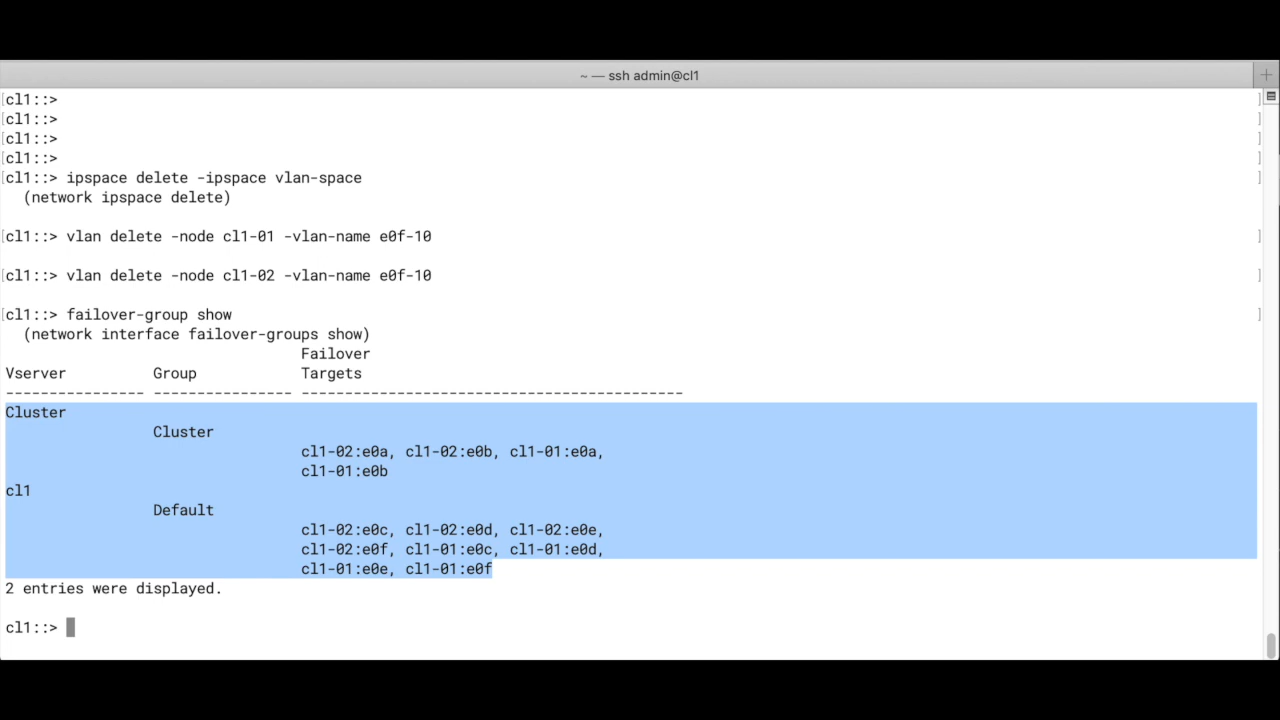 ~ — ssh admin@cl1
[cl1::>
[cl1::>
[cl1::>
[cl1::>
[cl1::> ipspace delete -ipspace vlan-space
(network ipspace delete)
[cl1::> vlan delete -node cl1-01 -vlan-name e0f-10
[cl1::> vlan delete -node cl1-02 -vlan-name e0f-10
[cl1::> failover-group show
(network interface failover-groups show)
Failover
Vserver Group Targets
---------------- ---------------- --------------------------------------------
Cluster
Cluster
cl1-02:e0a, cl1-02:e0b, cl1-01:e0a,
cl1-01:e0b
cl1
Default
cl1-02:e0c, cl1-02:e0d, cl1-02:e0e,
cl1-02:e0f, cl1-01:e0c, cl1-01:e0d,
cl1-01:e0e, cl1-01:e0f
2 entries were displayed.
cl1::>